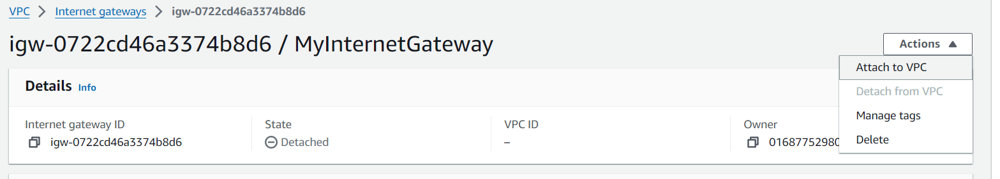 VPC > Internet gateways > igw-0722cd46a3374b8d6
igw-0722cd46a3374b8d6 / MyInternetGateway
Actions
Attach to VPC
Detach from VPC
Manage tags
Delete
Details Info
Internet gateway ID
igw-0722cd46a3374b8d6
State
Detached
VPC ID
–
Owner
01687752980